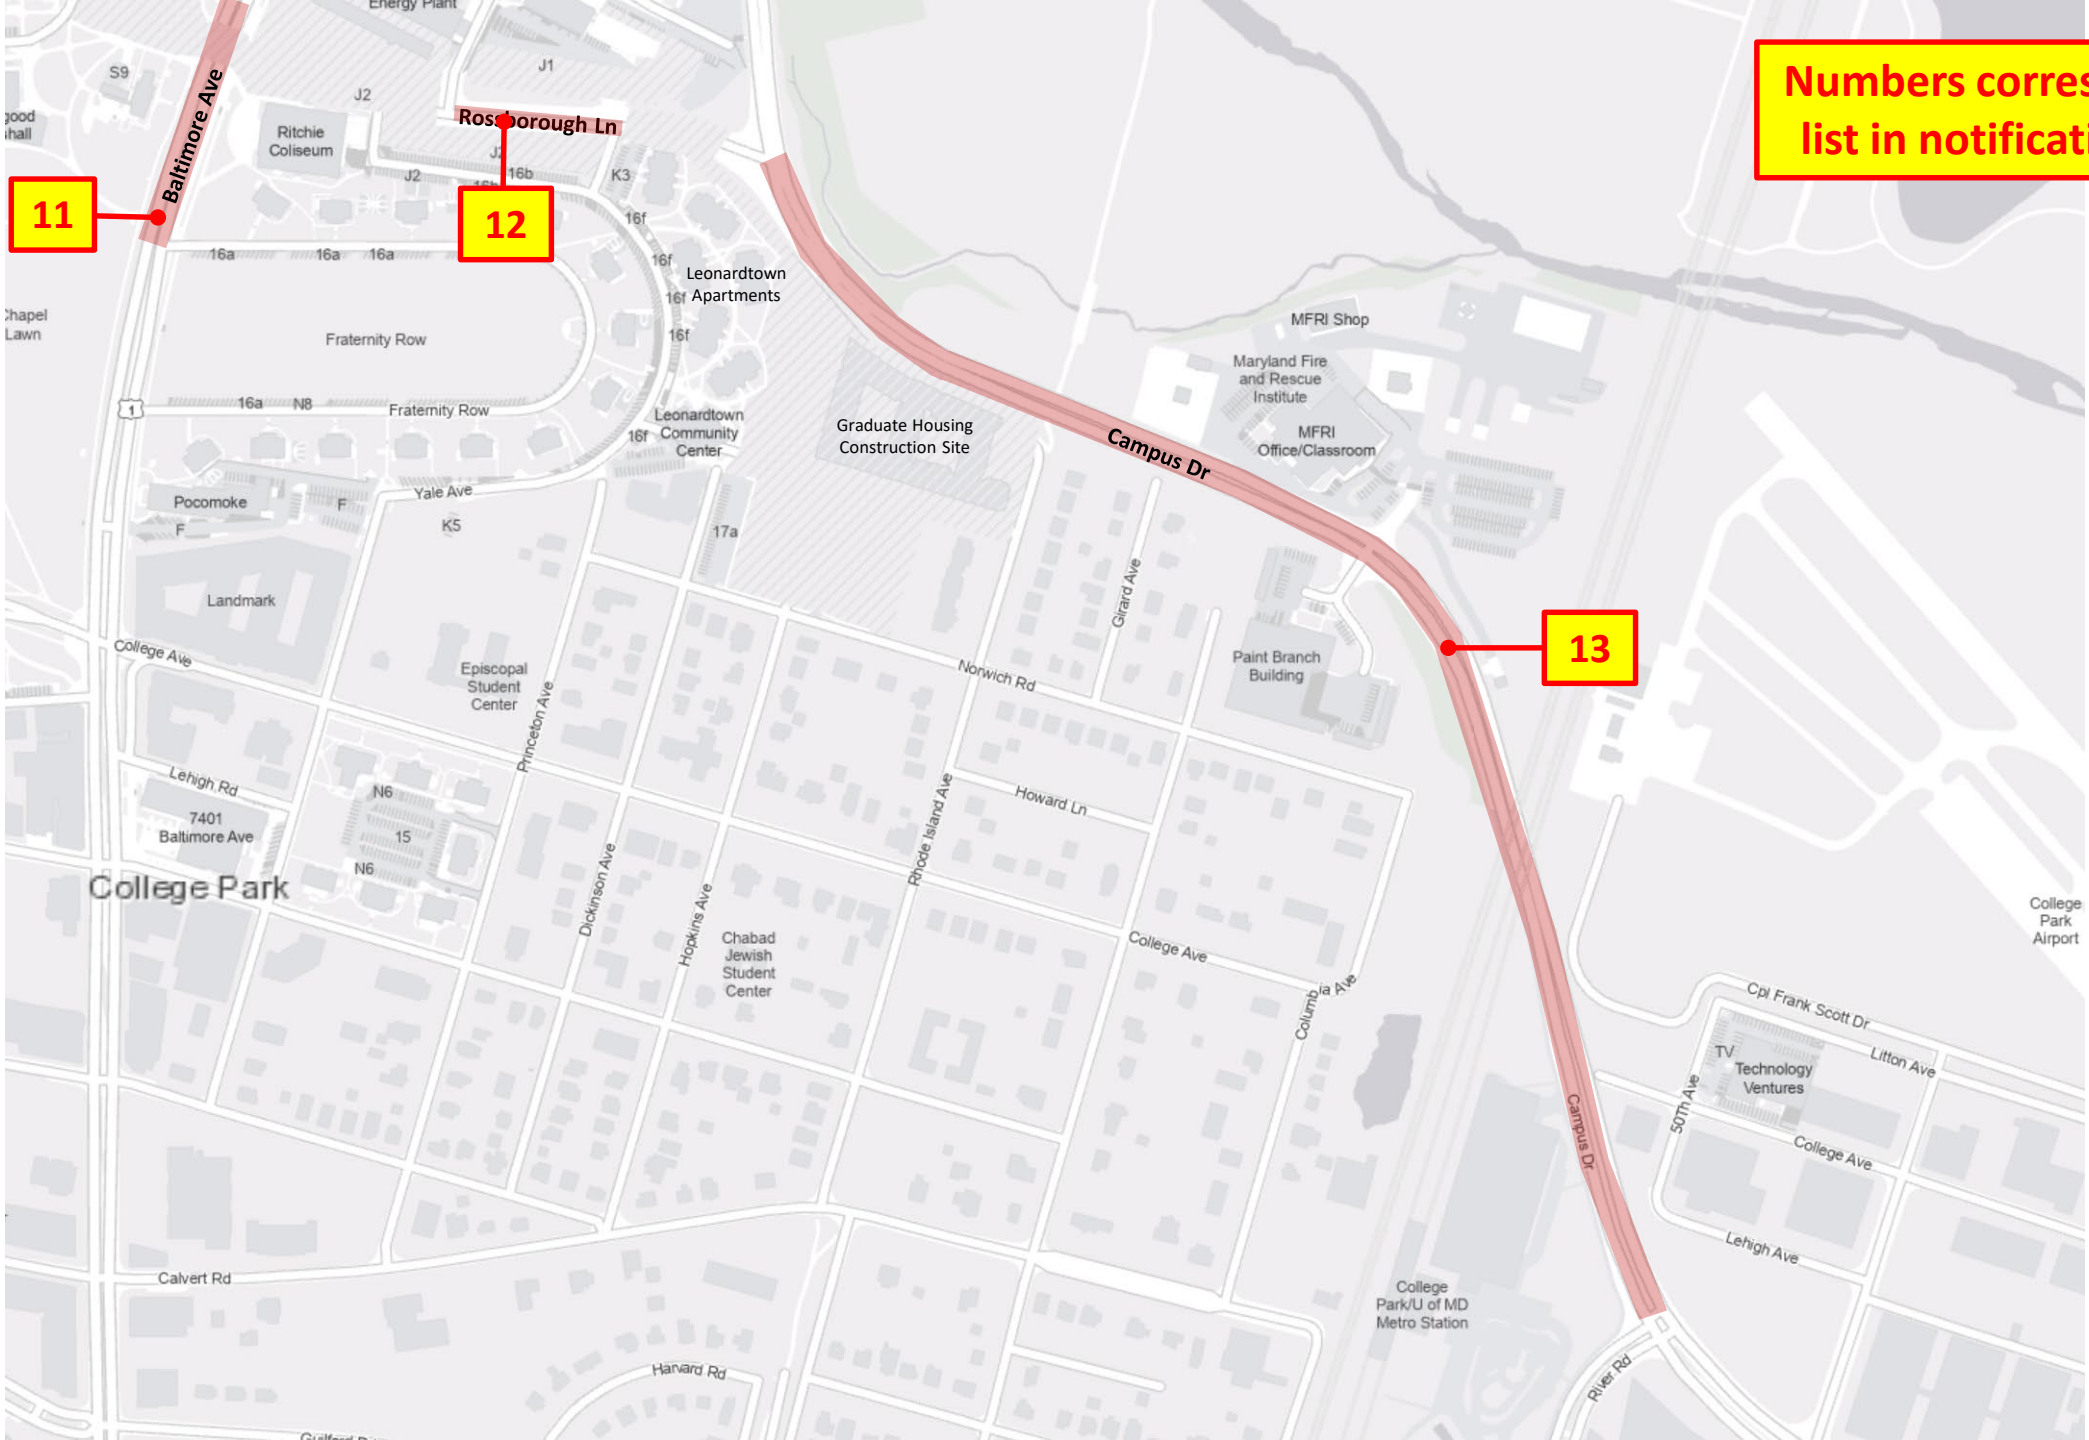 Energy Plant
S9
J1
J2
Baltimore Ave
Rossborough Ln
Numbers corres
list in notificati
Ritchie
Coliseum
J2
16b
K3
11
12
16f
16a
16a
16a
16f
Leonardtown
Apartments
16f
Chapel
Lawn
MFRI Shop
Fraternity Row
16f
Maryland Fire
and Rescue
Institute
1
16a
N8
Fraternity Row
Leonardtown
Community
Center
16f
Graduate Housing
Construction Site
MFRI
Office/Classroom
Campus Dr
Pocomoke
F
Yale Ave
F
K5
17a
Landmark
Girard Ave
College Ave
Episcopal
Student
Center
Princeton Ave
Norwich Rd
Paint Branch
Building
13
Lehigh Rd
N6
7401
Baltimore Ave
15
N6
Howard Ln
Rhode Island Ave
College Park
Dickinson Ave
Hopkins Ave
Chabad
Jewish
Student
Center
College Ave
Columbia Ave
College
Park
Airport
Cpl Frank Scott Dr
TV
Technology
Ventures
Litton Ave
50Th Ave
Campus Dr
College Ave
Lehigh Ave
Calvert Rd
College
Park/U of MD
Metro Station
Harvard Rd
River Rd